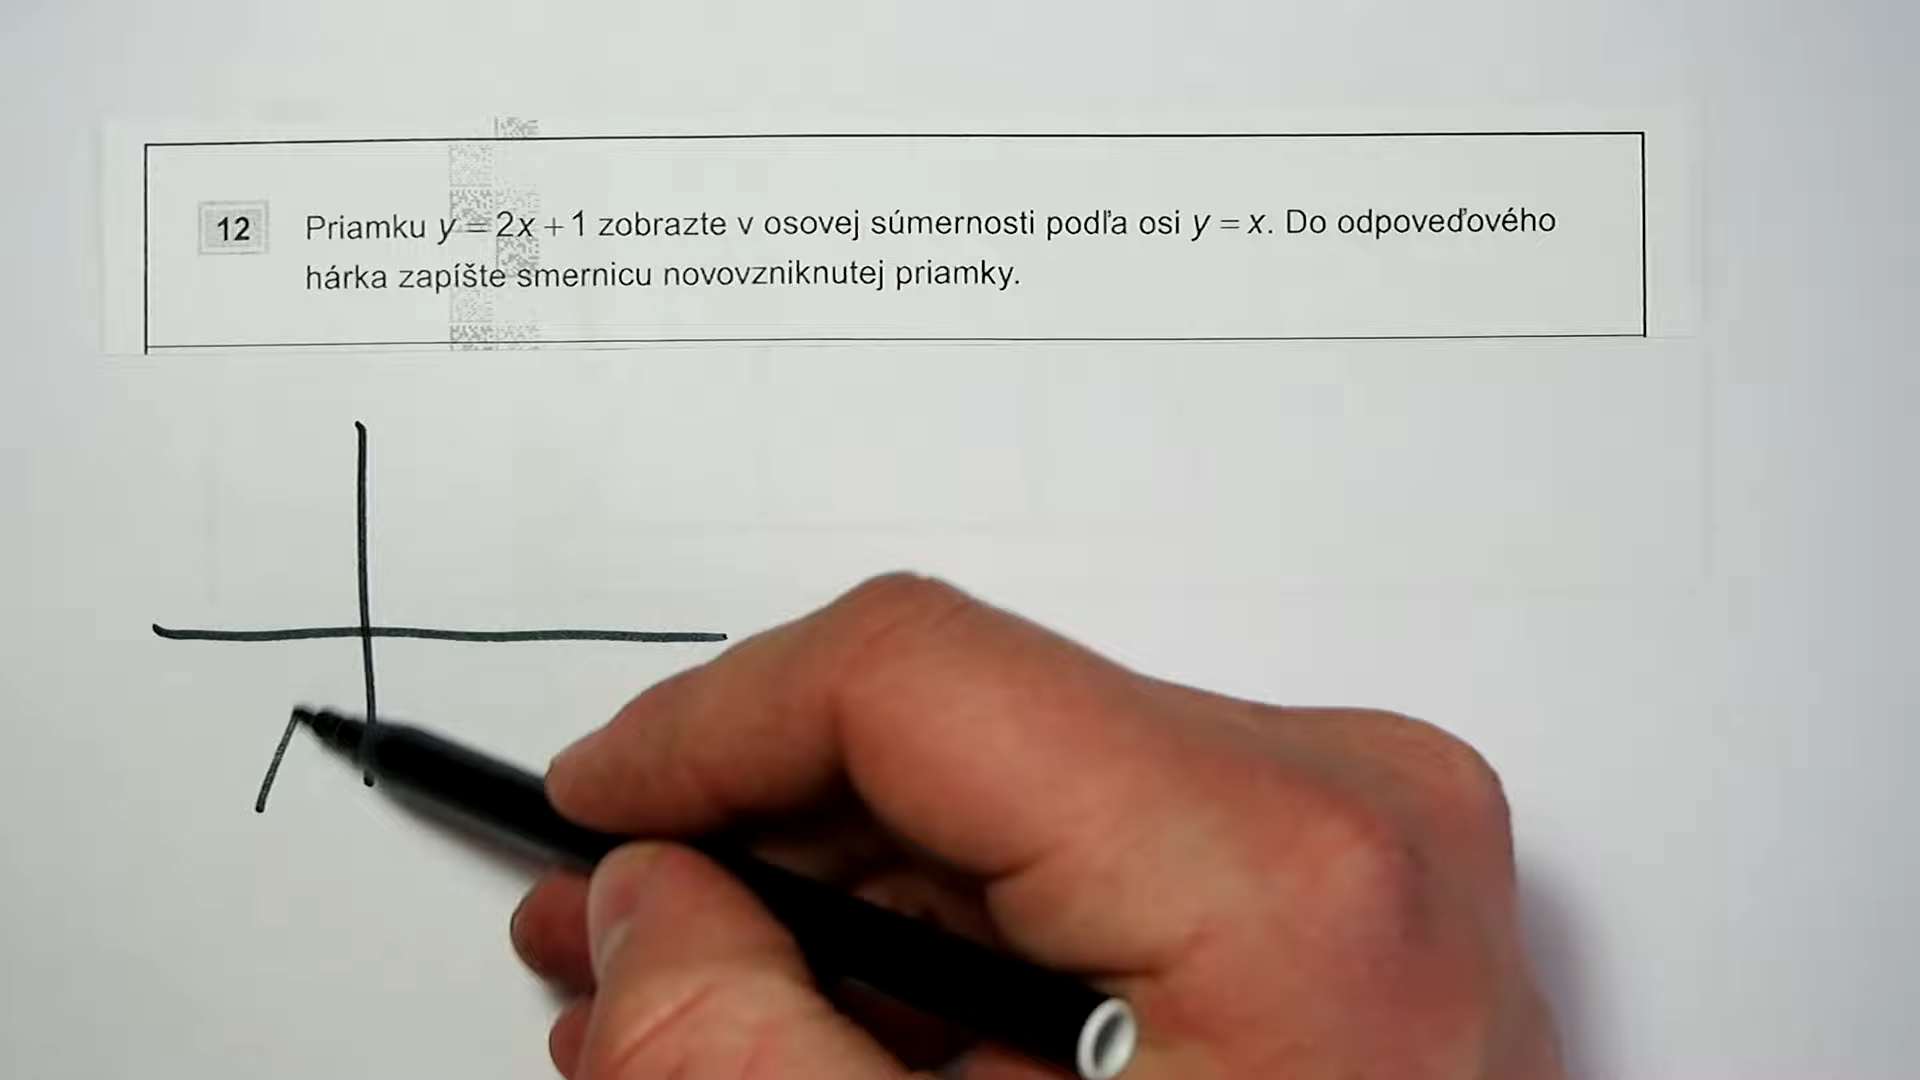 12 Priamku y = 2x + 1 zobrazte v osovej súmernosti podľa osi y = x. Do odpoveďového
hárka zapíšte smernicu novovzniknutej priamky.